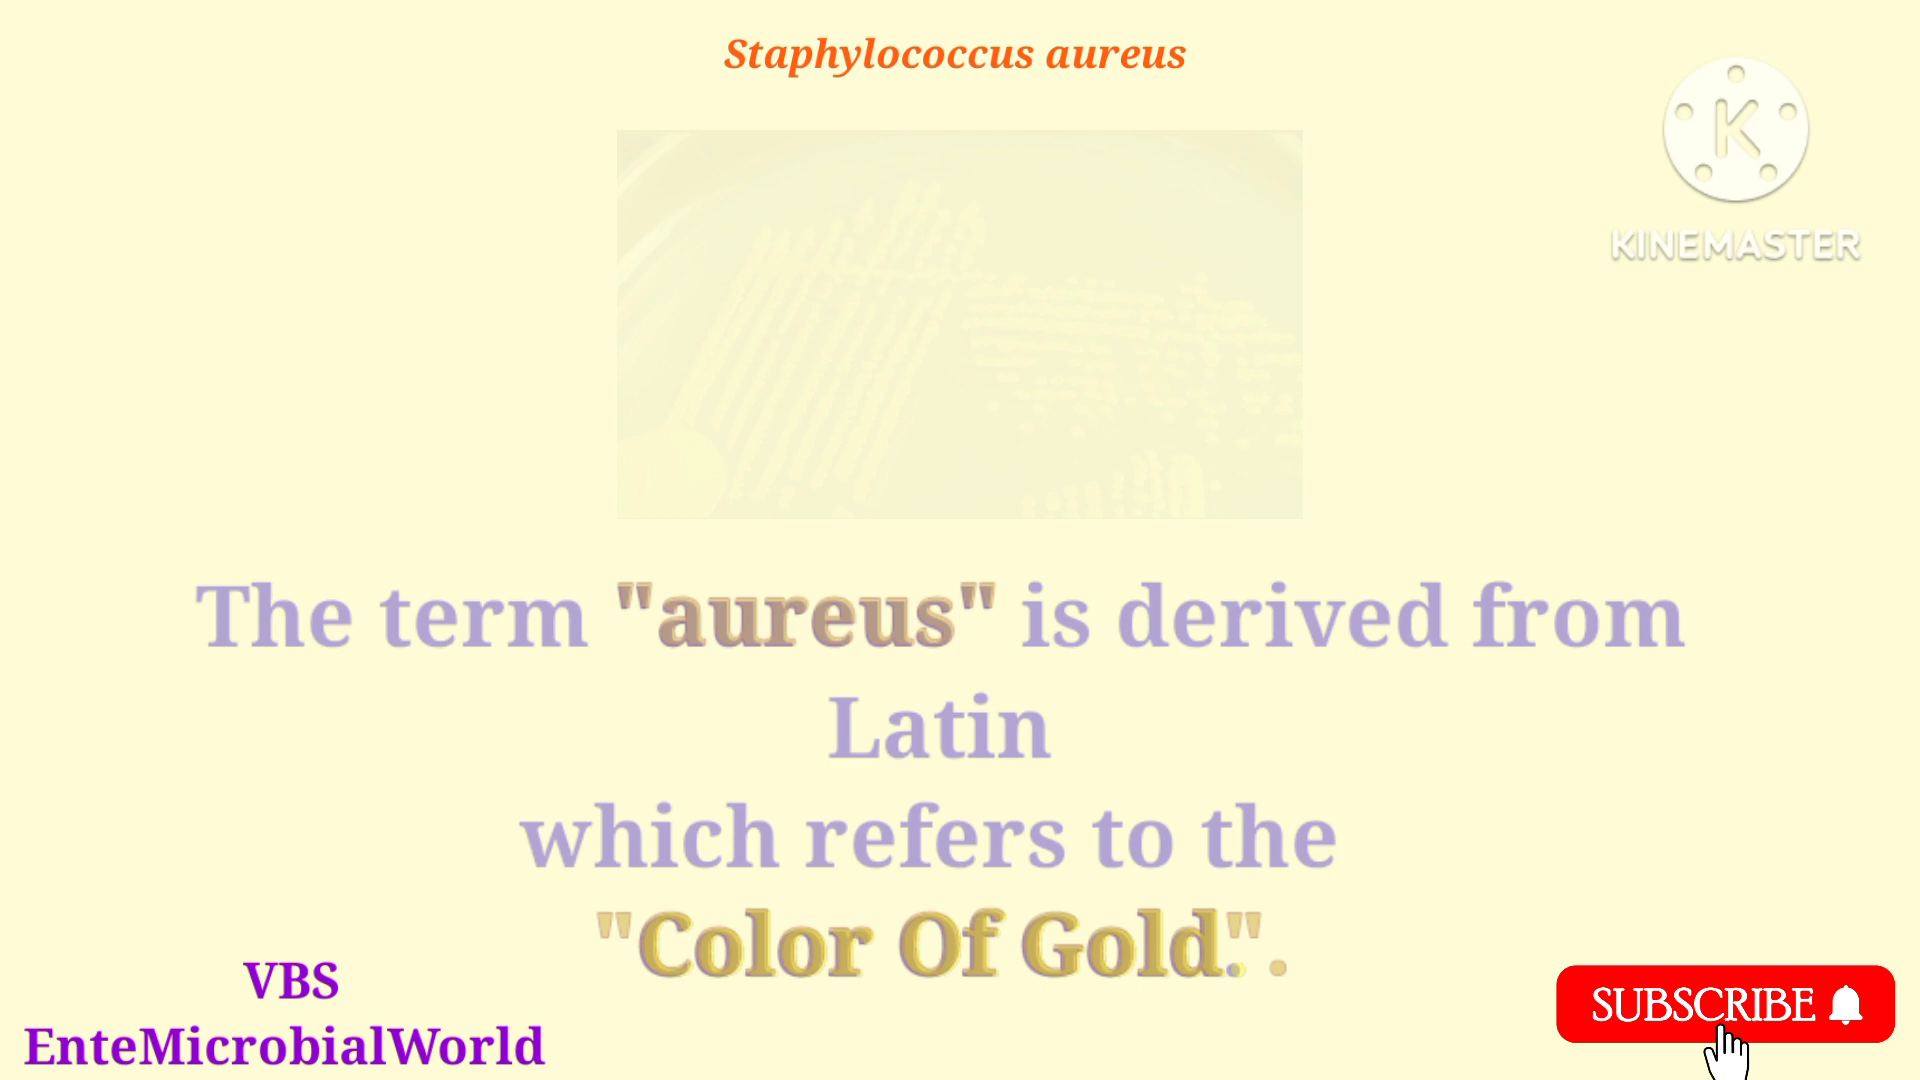 Staphylococcus aureus
K
KINEMASTER
The term "aureus" is derived from
Latin
which refers to the
"Color Of Gold.".
VBS
EnteMicrobialWorld
SUBSCRIBE